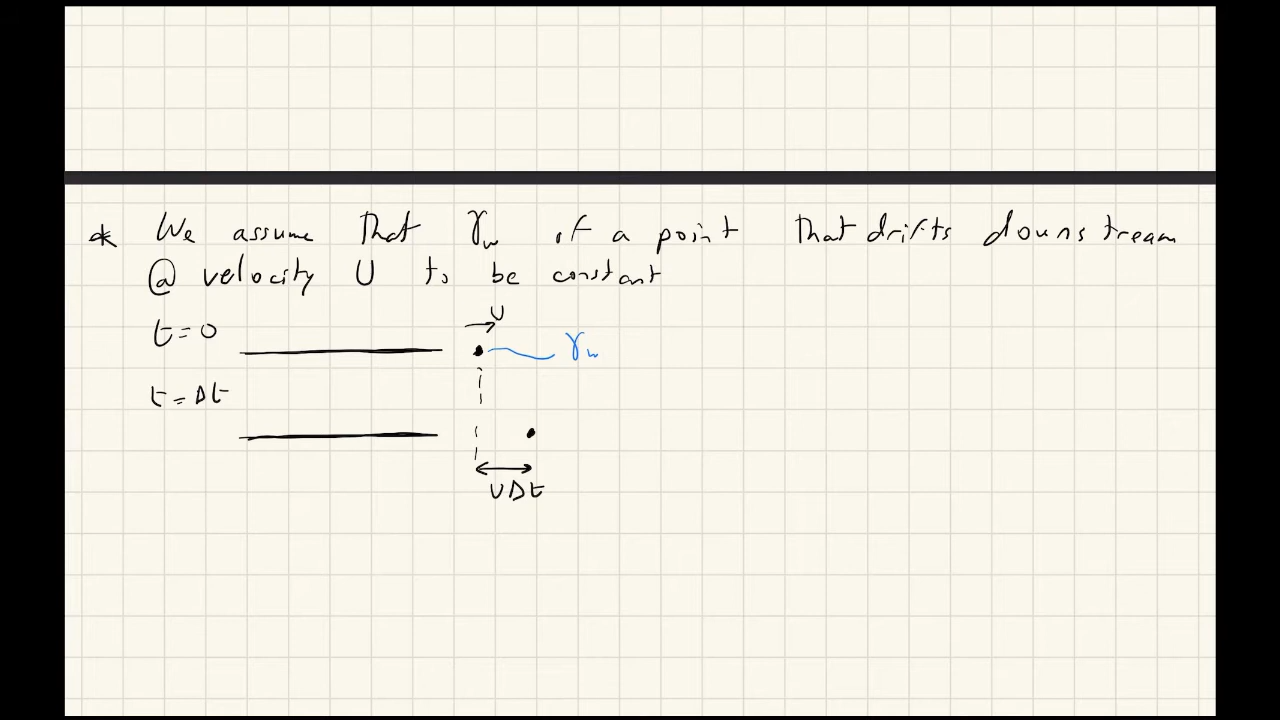 * We assume that γw of a point that drifts downstream
@ velocity U to be constant
U
t=0
γw
t=Δt
UΔt